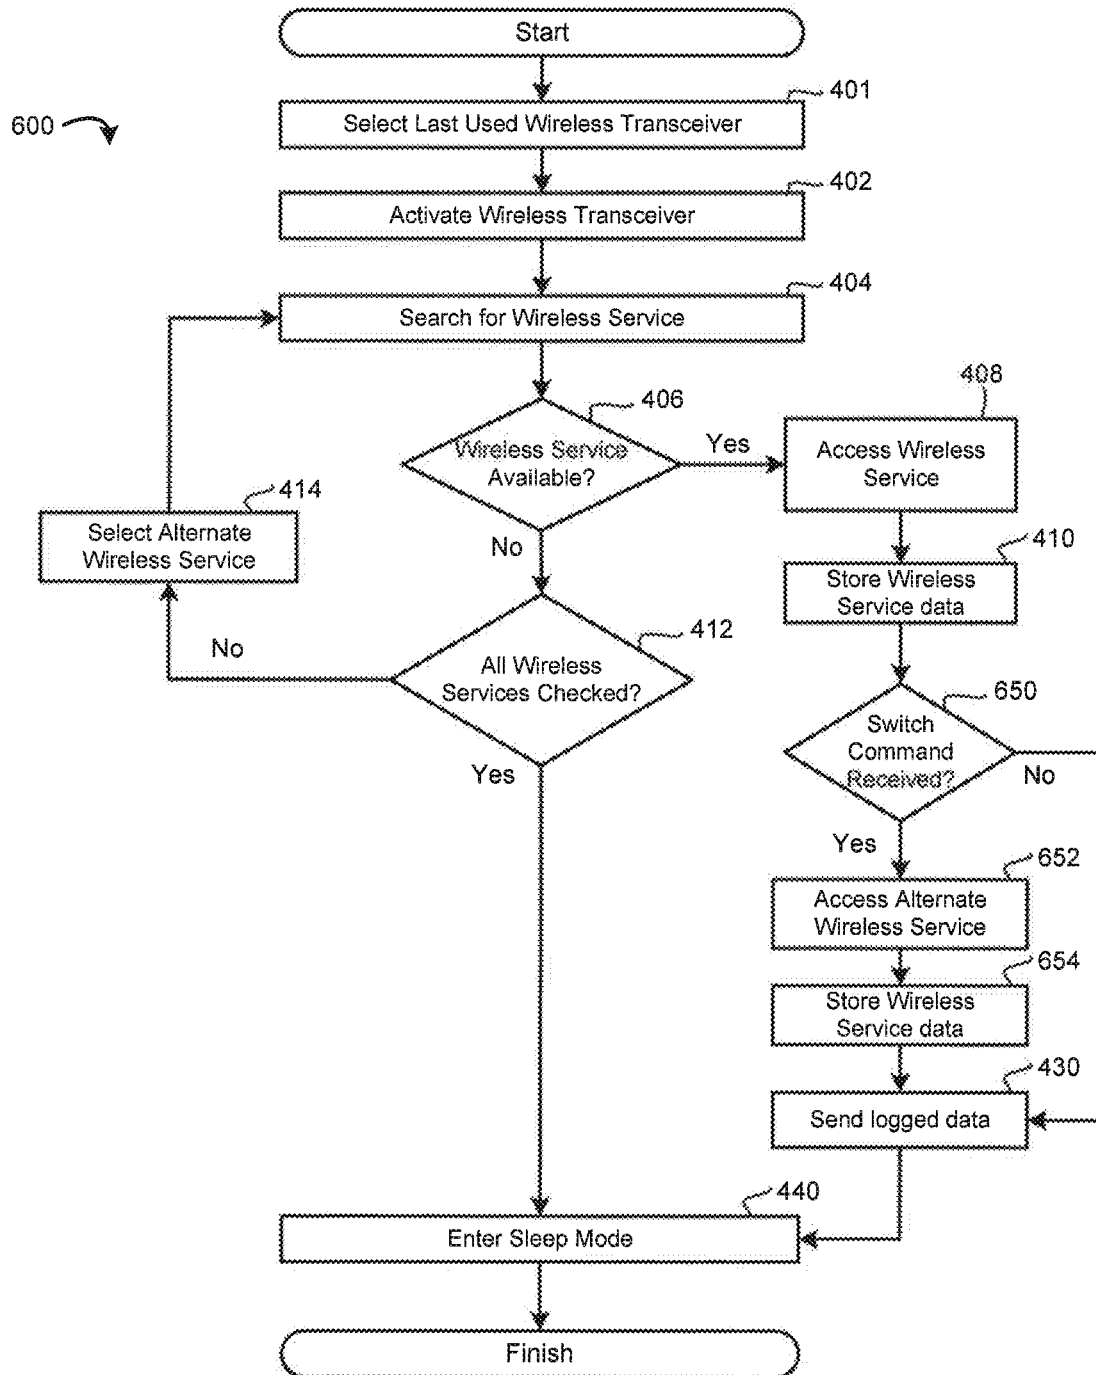 Start
600
401
Select Last Used Wireless Transceiver
402
Activate Wireless Transceiver
404
Search for Wireless Service
406
Wireless Service
Available?
Yes
408
Access Wireless
Service
414
Select Alternate
Wireless Service
No
410
Store Wireless
Service data
412
All Wireless
Services Checked?
No
Yes
650
Switch
Command
Received?
No
Yes
652
Access Alternate
Wireless Service
654
Store Wireless
Service data
430
Send logged data
440
Enter Sleep Mode
Finish